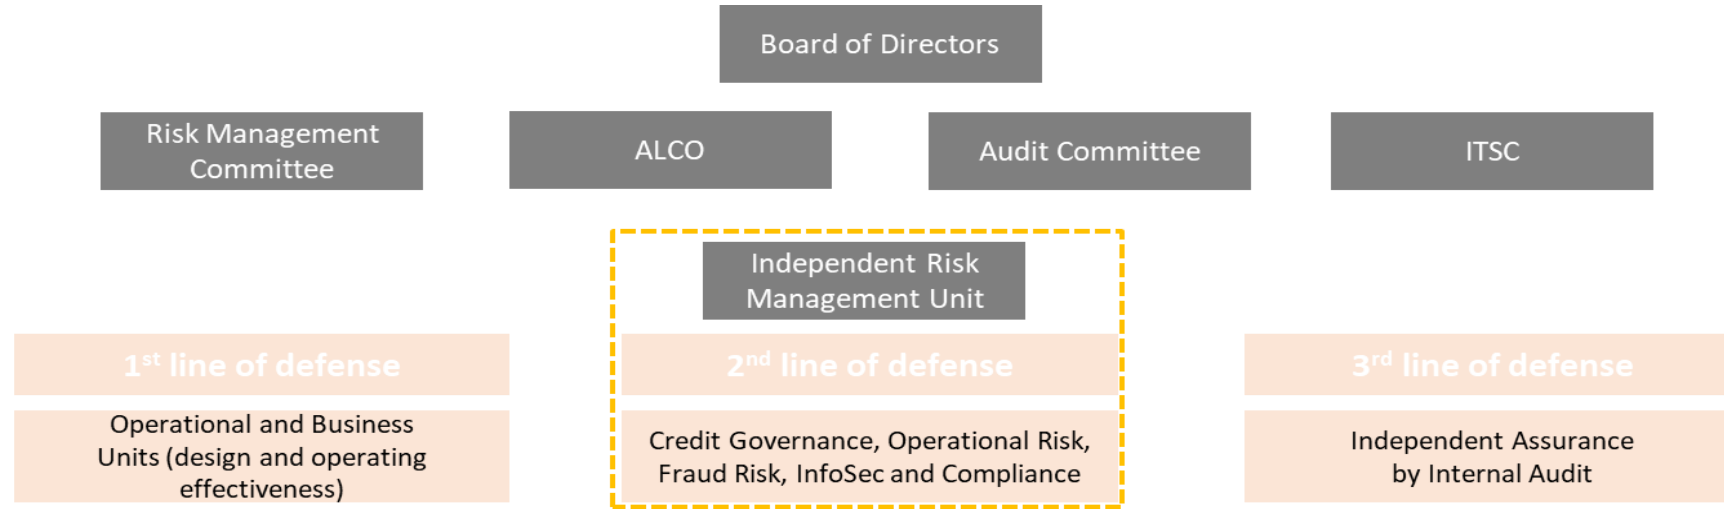 Board of Directors
Risk Management
Committee
ALCO
Audit Committee
ITSC
Independent Risk
Management Unit
1st line of defense
2nd line of defense
3rd line of defense
Operational and Business
Units (design and operating
effectiveness)
Credit Governance, Operational Risk,
Fraud Risk, InfoSec and Compliance
Independent Assurance
by Internal Audit